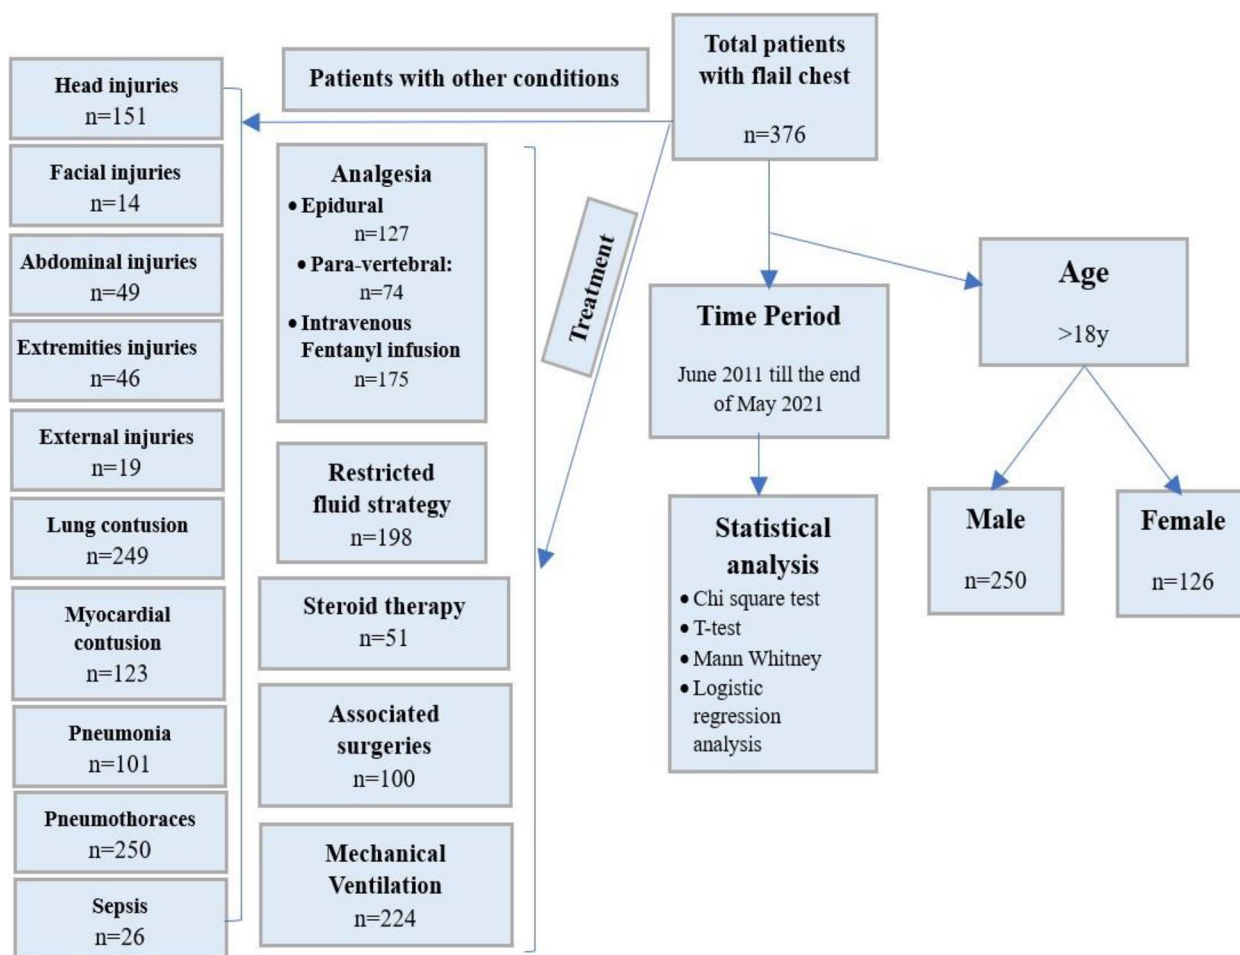 Total patients
with flail chest
n=376
Patients with other conditions
Head injuries
n=151
Facial injuries
n=14
Abdominal injuries
n=49
Extremities injuries
n=46
External injuries
n=19
Lung contusion
n=249
Myocardial
contusion
n=123
Pneumonia
n=101
Pneumothoraces
n=250
Sepsis
n=26
Treatment
Analgesia
• Epidural
n=127
• Para-vertebral:
n=74
• Intravenous
Fentanyl infusion
n=175
Restricted
fluid strategy
n=198
Steroid therapy
n=51
Associated
surgeries
n=100
Mechanical
Ventilation
n=224
Time Period
June 2011 till the end
of May 2021
Statistical
analysis
• Chi square test
• T-test
• Mann Whitney
• Logistic
regression
analysis
Age
>18y
Male
n=250
Female
n=126